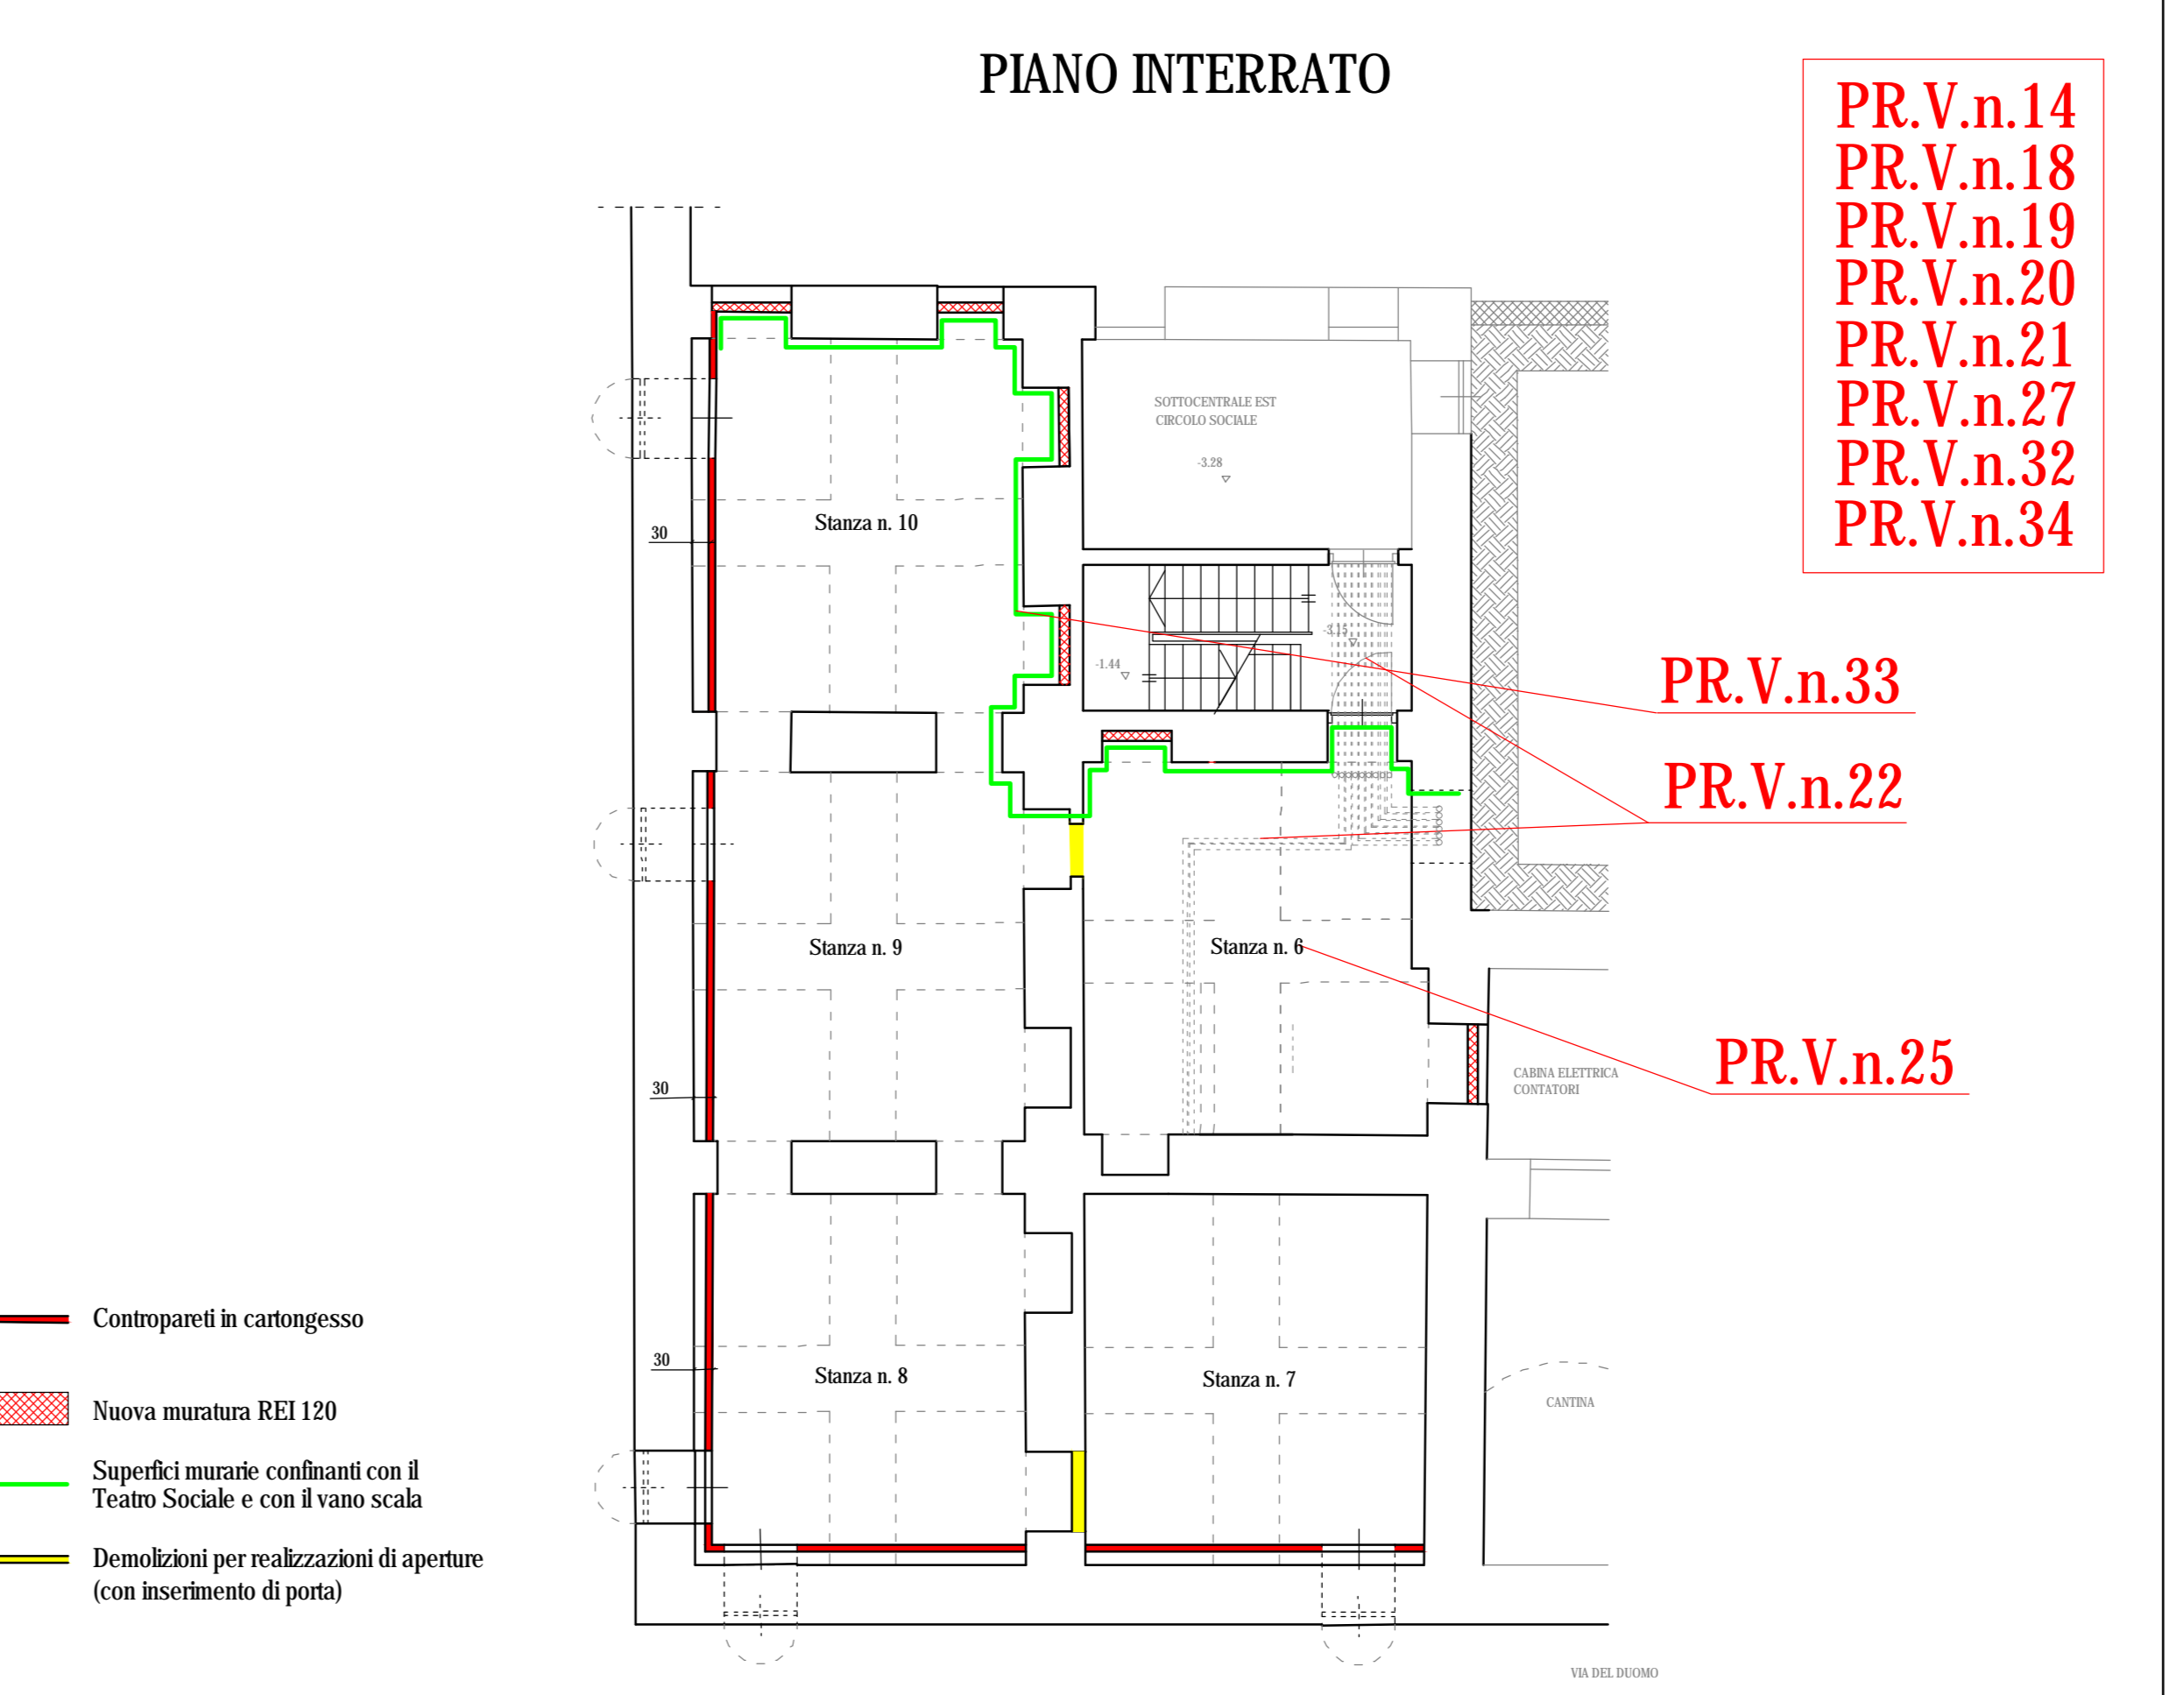 PIANO INTERRATO
PR.V.n.14
PR.V.n.18
PR.V.n.19
PR.V.n.20
PR.V.n.21
PR.V.n.27
PR.V.n.32
PR.V.n.34
SOTTOCENTRALE EST
CIRCOLO SOCIALE
-3.28
Stanza n. 10
30
-3.15
-1.44
PR.V.n.33
PR.V.n.22
Stanza n. 9
Stanza n. 6
PR.V.n.25
CABINA ELETTRICA
CONTATORI
30
Contropareti in cartongesso
30
Stanza n. 8
Stanza n. 7
CANTINA
Nuova muratura REI 120
Superfici murarie confinanti con il
Teatro Sociale e con il vano scala
Demolizioni per realizzazioni di aperture
(con inserimento di porta)
VIA DEL DUOMO